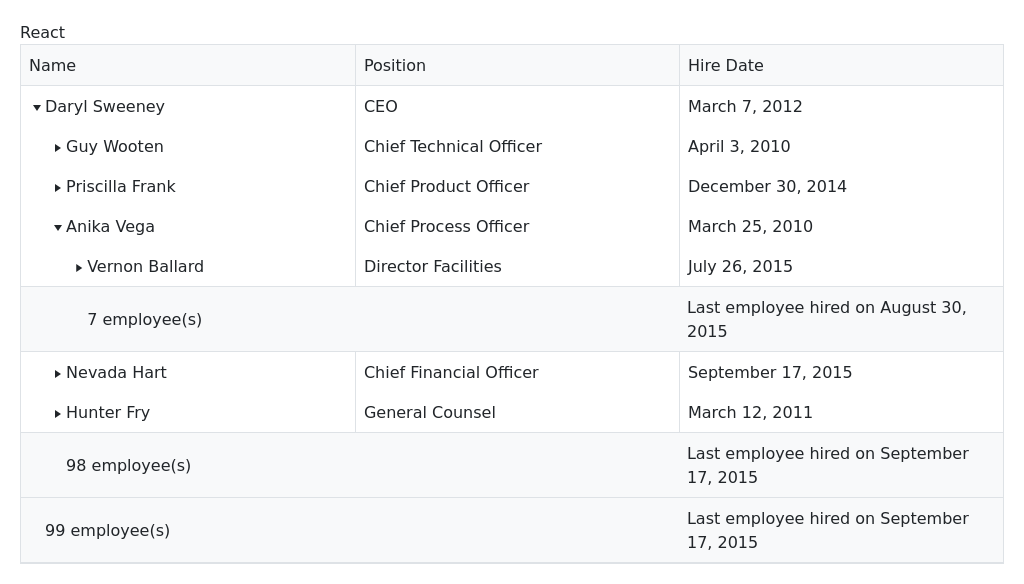 React
Name Position Hire Date
Daryl Sweeney CEO March 7, 2012
Guy Wooten Chief Technical Officer April 3, 2010
Priscilla Frank Chief Product Officer December 30, 2014
Anika Vega Chief Process Officer March 25, 2010
Vernon Ballard Director Facilities July 26, 2015
7 employee(s) Last employee hired on August 30,
2015
Nevada Hart Chief Financial Officer September 17, 2015
Hunter Fry General Counsel March 12, 2011
98 employee(s) Last employee hired on September
17, 2015
99 employee(s) Last employee hired on September
17, 2015